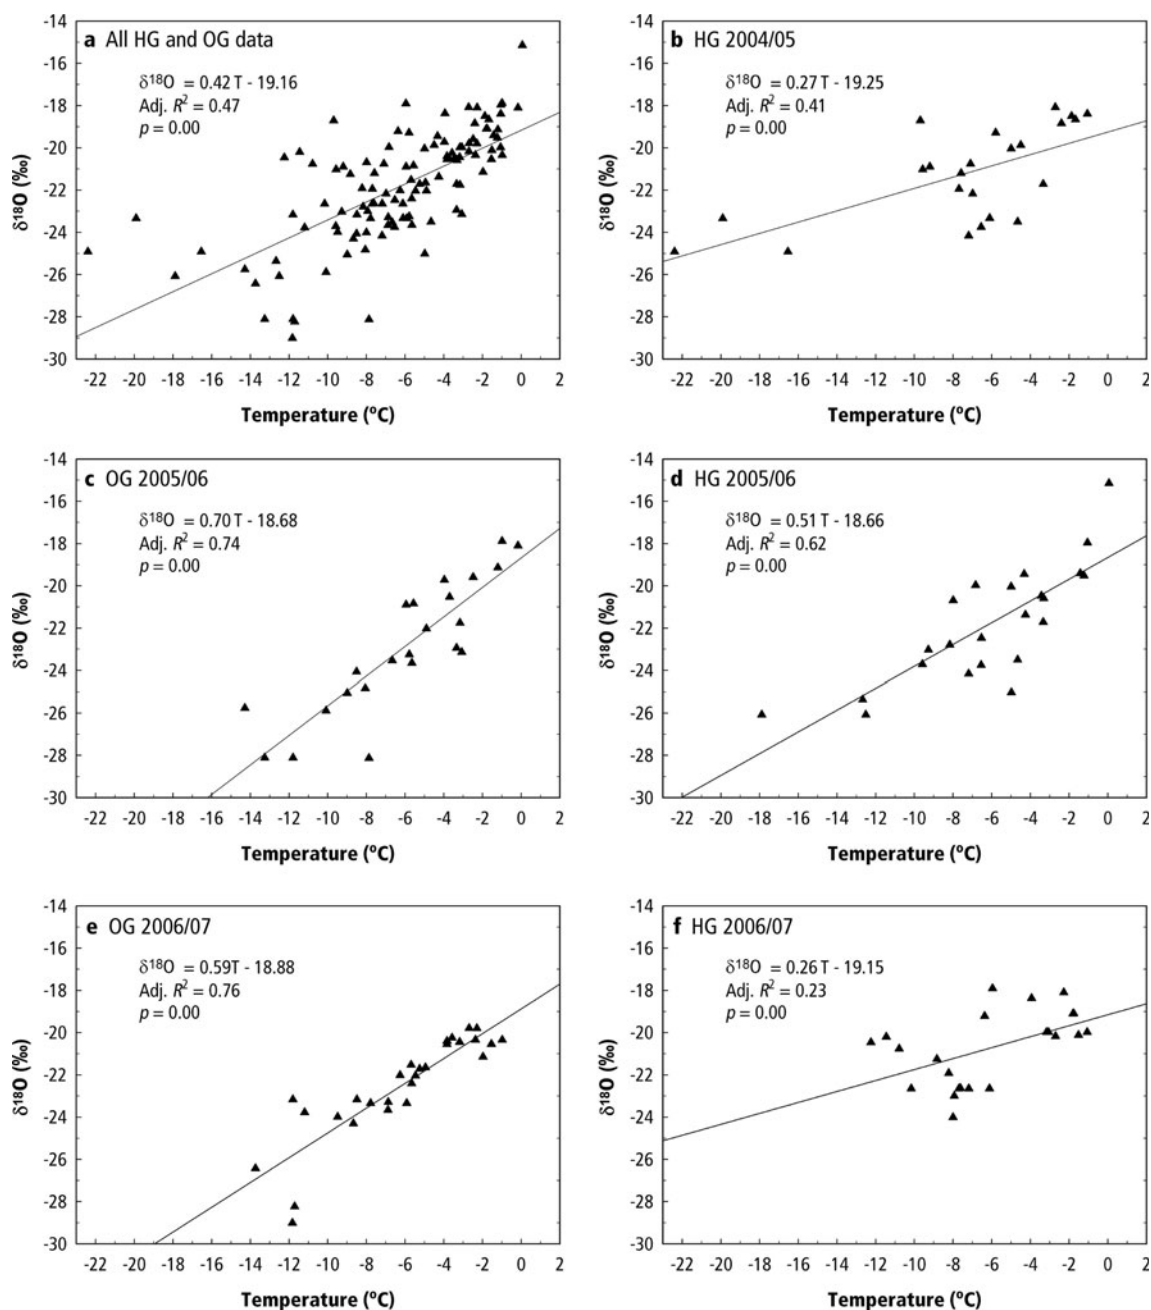 a All HG and OG data
δ¹⁸O = 0.42 T - 19.16
Adj. R² = 0.47
p = 0.00
-14
-16
-18
-20
-22
-24
-26
-28
-30
δ¹⁸O (‰)
-22 -20 -18 -16 -14 -12 -10 -8 -6 -4 -2 0 2
Temperature (ºC)
b HG 2004/05
δ¹⁸O = 0.27 T - 19.25
Adj. R² = 0.41
p = 0.00
-14
-16
-18
-20
-22
-24
-26
-28
-30
δ¹⁸O (‰)
-22 -20 -18 -16 -14 -12 -10 -8 -6 -4 -2 0 2
Temperature (ºC)
c OG 2005/06
δ¹⁸O = 0.70 T - 18.68
Adj. R² = 0.74
p = 0.00
-14
-16
-18
-20
-22
-24
-26
-28
-30
δ¹⁸O (‰)
-22 -20 -18 -16 -14 -12 -10 -8 -6 -4 -2 0 2
Temperature (ºC)
d HG 2005/06
δ¹⁸O = 0.51 T - 18.66
Adj. R² = 0.62
p = 0.00
-14
-16
-18
-20
-22
-24
-26
-28
-30
δ¹⁸O (‰)
-22 -20 -18 -16 -14 -12 -10 -8 -6 -4 -2 0 2
Temperature (ºC)
e OG 2006/07
δ¹⁸O = 0.59T - 18.88
Adj. R² = 0.76
p = 0.00
-14
-16
-18
-20
-22
-24
-26
-28
-30
δ¹⁸O (‰)
-22 -20 -18 -16 -14 -12 -10 -8 -6 -4 -2 0 2
Temperature (ºC)
f HG 2006/07
δ¹⁸O = 0.26 T - 19.15
Adj. R² = 0.23
p = 0.00
-14
-16
-18
-20
-22
-24
-26
-28
-30
δ¹⁸O (‰)
-22 -20 -18 -16 -14 -12 -10 -8 -6 -4 -2 0 2
Temperature (ºC)